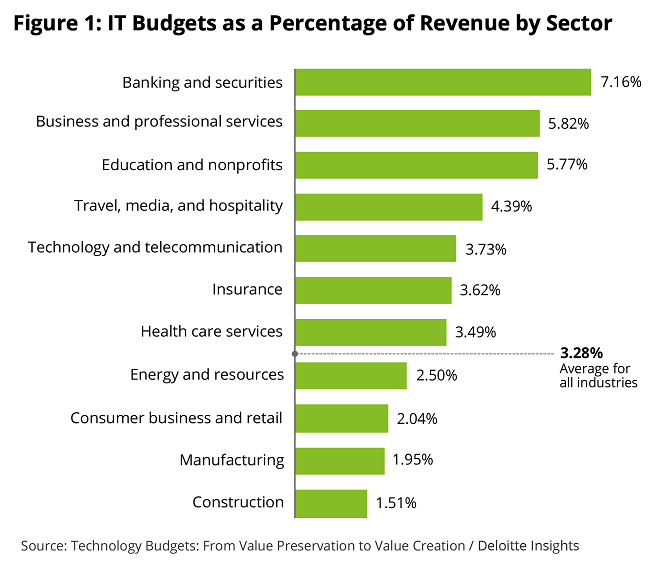 Figure 1: IT Budgets as a Percentage of Revenue by Sector
Banking and securities 7.16%
Business and professional services 5.82%
Education and nonprofits 5.77%
Travel, media, and hospitality 4.39%
Technology and telecommunication 3.73%
Insurance 3.62%
Health care services 3.49%
3.28%
Average for
all industries
Energy and resources 2.50%
Consumer business and retail 2.04%
Manufacturing 1.95%
Construction 1.51%
Source: Technology Budgets: From Value Preservation to Value Creation / Deloitte Insights